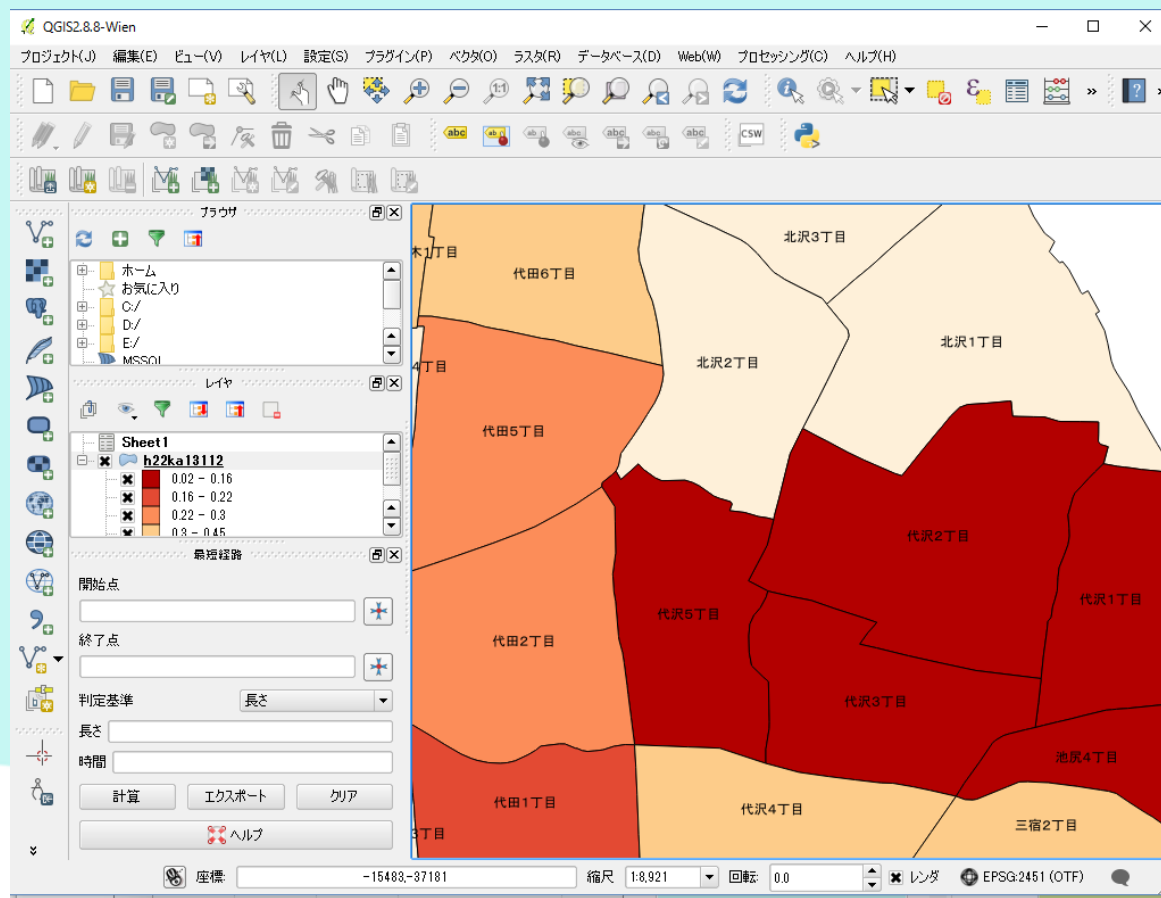 QGIS2.8.8-Wien
プロジェクト(J) 編集(E) ビュー(V) レイヤ(L) 設定(S) プラグイン(P) ベクタ(O) ラスタ(R) データベース(D) Web(W) プロセッシング(C) ヘルプ(H)
1:1
?
abc
ab
abc
abc
abc
abc
CSW
ブラウザ
ホーム
お気に入り
C:/
D:/
E:/
MSSQL
レイヤ
Sheet1
h22ka13112
0.02 - 0.16
0.16 - 0.22
0.22 - 0.3
0.3 - 0.45
最短経路
開始点
終了点
判定基準 長さ
長さ
時間
計算 エクスポート クリア
ヘルプ
北沢3丁目
木1丁目
代田6丁目
北沢1丁目
北沢2丁目
4丁目
代田5丁目
代沢2丁目
代沢1丁目
代沢5丁目
代田2丁目
代沢3丁目
池尻4丁目
代田1丁目
代沢4丁目
三宿2丁目
3丁目
座標: -15483,-37181 縮尺 1:8,921 回転: 0.0 レンダ EPSG:2451 (OTF)